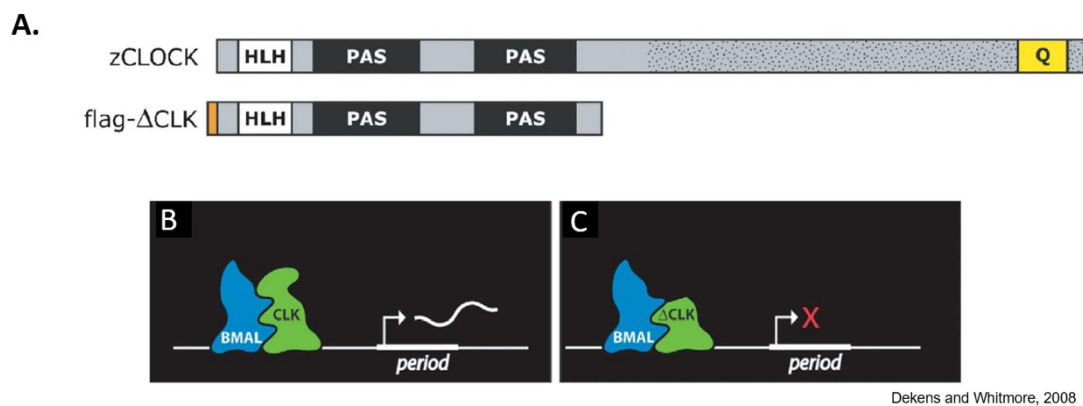 A.
zCLOCK HLH PAS PAS Q
flag-ΔCLK HLH PAS PAS
B
CLK
BMAL
period
C
ΔCLK
X
BMAL
period
Dekens and Whitmore, 2008